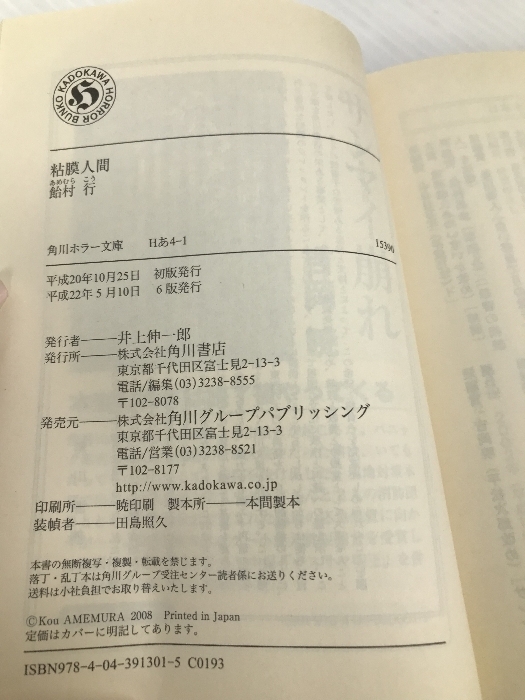 BUNKO KADOKAWA HORROR
H
粘膜人間
あめむら こう
飴村 行
角川ホラー文庫 Hあ4-1
15390
平成20年10月25日 初版発行
平成22年5月10日 6版発行
発行者――井上伸一郎
発行所――株式会社角川書店
東京都千代田区富士見2-13-3
電話/編集(03)3238-8555
〒102-8078
発売元――株式会社角川グループパブリッシング
東京都千代田区富士見2-13-3
電話/営業(03)3238-8521
〒102-8177
http://www.kadokawa.co.jp
印刷所――暁印刷 製本所――本間製本
装幀者――田島照久
本書の無断複写・複製・転載を禁じます。
落丁・乱丁本は角川グループ受注センター読者係にお送りください。
送料は小社負担でお取り替えいたします。
©Kou AMEMURA 2008 Printed in Japan
定価はカバーに明記してあります。
ISBN978-4-04-391301-5 C0193